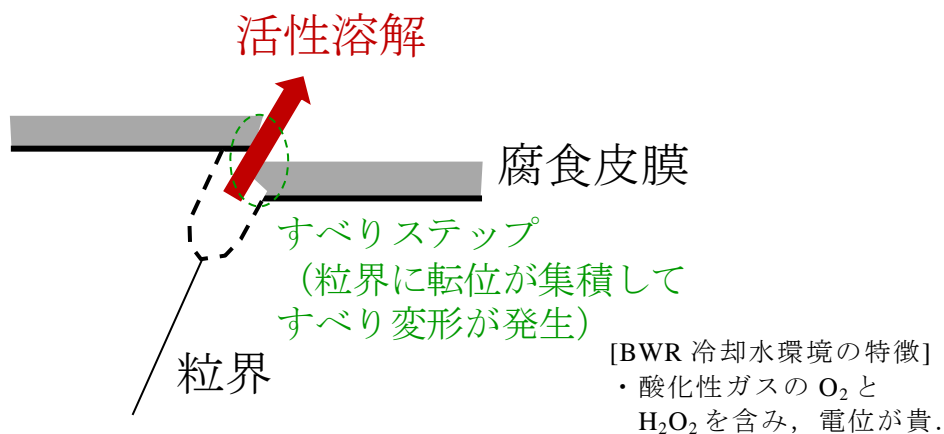 活性溶解
腐食皮膜
すべりステップ
（粒界に転位が集積して
すべり変形が発生）
粒界
[BWR 冷却水環境の特徴]
・酸化性ガスの O₂ と
H₂O₂ を含み，電位が貴．